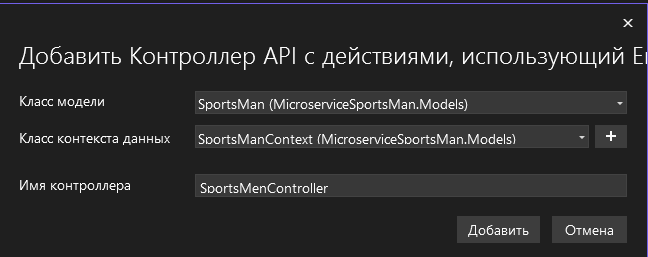 Добавить Контроллер API с действиями, использующий
Класс модели
SportsMan (MicroserviceSportsMan.Models)
Класс контекста данных
SportsManContext (MicroserviceSportsMan.Models)
Имя контроллера
SportsMenController
Добавить Отмена